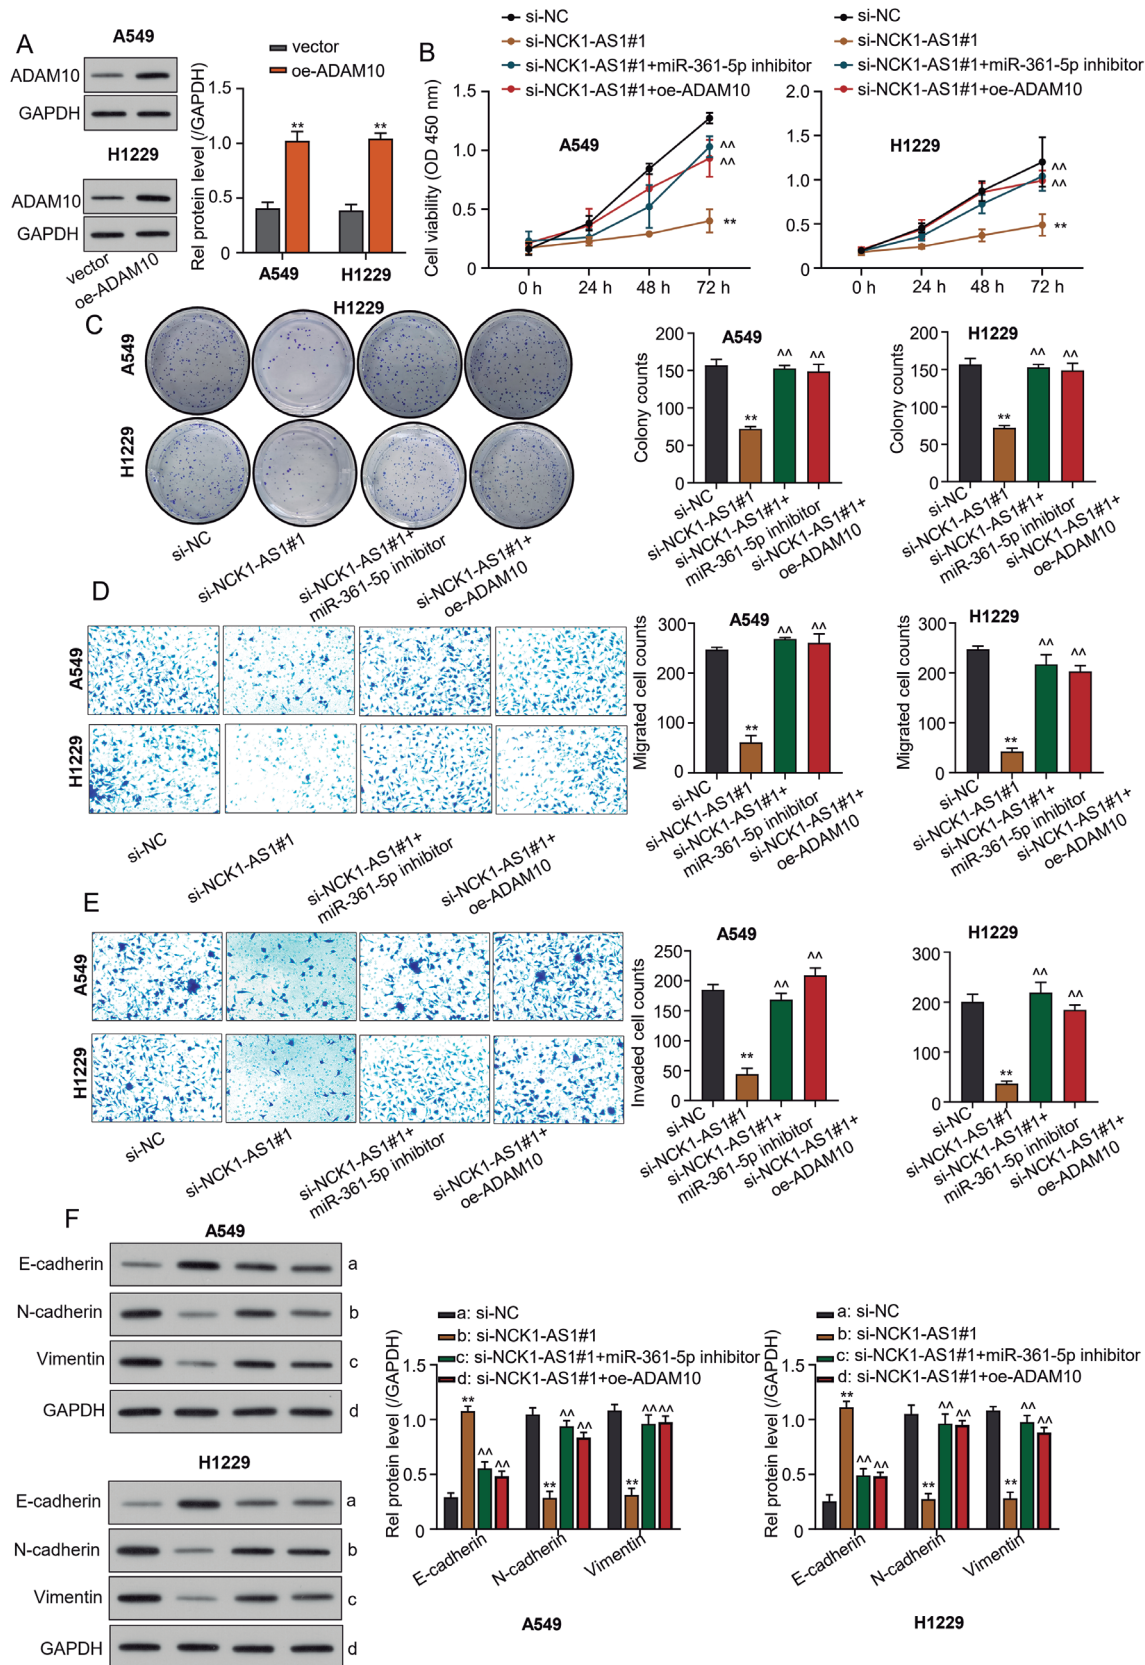 A
A549
ADAM10
GAPDH
H1229
ADAM10
GAPDH
vector
oe-ADAM10
vector
oe-ADAM10
Rel protein level (/GAPDH)
1.5
1.0
0.5
0
**
**
A549
H1229
B
si-NC
si-NCK1-AS1#1
si-NCK1-AS1#1+miR-361-5p inhibitor
si-NCK1-AS1#1+oe-ADAM10
Cell viability (OD 450 nm)
1.5
1.0
0.5
0
A549
^^
^^
**
0 h
24 h
48 h
72 h
si-NC
si-NCK1-AS1#1
si-NCK1-AS1#1+miR-361-5p inhibitor
si-NCK1-AS1#1+oe-ADAM10
2.0
1.5
1.0
0.5
0
H1229
^^
^^
**
0 h
24 h
48 h
72 h
C
H1229
A549
H1229
si-NC
si-NCK1-AS1#1
si-NCK1-AS1#1+
miR-361-5p inhibitor
si-NCK1-AS1#1+
oe-ADAM10
A549
Colony counts
200
150
100
50
0
**
^^
^^
si-NC
si-NCK1-AS1#1
si-NCK1-AS1#1+
miR-361-5p inhibitor
si-NCK1-AS1#1+
oe-ADAM10
H1229
Colony counts
200
150
100
50
0
**
^^
^^
si-NC
si-NCK1-AS1#1
si-NCK1-AS1#1+
miR-361-5p inhibitor
si-NCK1-AS1#1+
oe-ADAM10
D
A549
H1229
si-NC
si-NCK1-AS1#1
si-NCK1-AS1#1+
miR-361-5p inhibitor
si-NCK1-AS1#1+
oe-ADAM10
A549
Migrated cell counts
300
200
100
0
**
^^
^^
si-NC
si-NCK1-AS1#1
si-NCK1-AS1#1+
miR-361-5p inhibitor
si-NCK1-AS1#1+
oe-ADAM10
H1229
Migrated cell counts
300
200
100
0
**
^^
^^
si-NC
si-NCK1-AS1#1
si-NCK1-AS1#1+
miR-361-5p inhibitor
si-NCK1-AS1#1+
oe-ADAM10
E
A549
H1229
si-NC
si-NCK1-AS1#1
si-NCK1-AS1#1+
miR-361-5p inhibitor
si-NCK1-AS1#1+
oe-ADAM10
A549
Invaded cell counts
250
200
150
100
50
0
**
^^
^^
si-NC
si-NCK1-AS1#1
si-NCK1-AS1#1+
miR-361-5p inhibitor
si-NCK1-AS1#1+
oe-ADAM10
H1229
Invaded cell counts
300
200
100
0
**
^^
^^
si-NC
si-NCK1-AS1#1
si-NCK1-AS1#1+
miR-361-5p inhibitor
si-NCK1-AS1#1+
oe-ADAM10
F
A549
E-cadherin
a
N-cadherin
b
Vimentin
c
GAPDH
d
H1229
E-cadherin
a
N-cadherin
b
Vimentin
c
GAPDH
d
a: si-NC
b: si-NCK1-AS1#1
c: si-NCK1-AS1#1+miR-361-5p inhibitor
d: si-NCK1-AS1#1+oe-ADAM10
Rel protein level (/GAPDH)
1.5
1.0
0.5
0
**
^^
^^
**
^^
^^
**
^^
^^
E-cadherin
N-cadherin
Vimentin
A549
a: si-NC
b: si-NCK1-AS1#1
c: si-NCK1-AS1#1+miR-361-5p inhibitor
d: si-NCK1-AS1#1+oe-ADAM10
Rel protein level (/GAPDH)
1.5
1.0
0.5
0
**
^^
^^
**
^^
^^
**
^^
^^
E-cadherin
N-cadherin
Vimentin
H1229